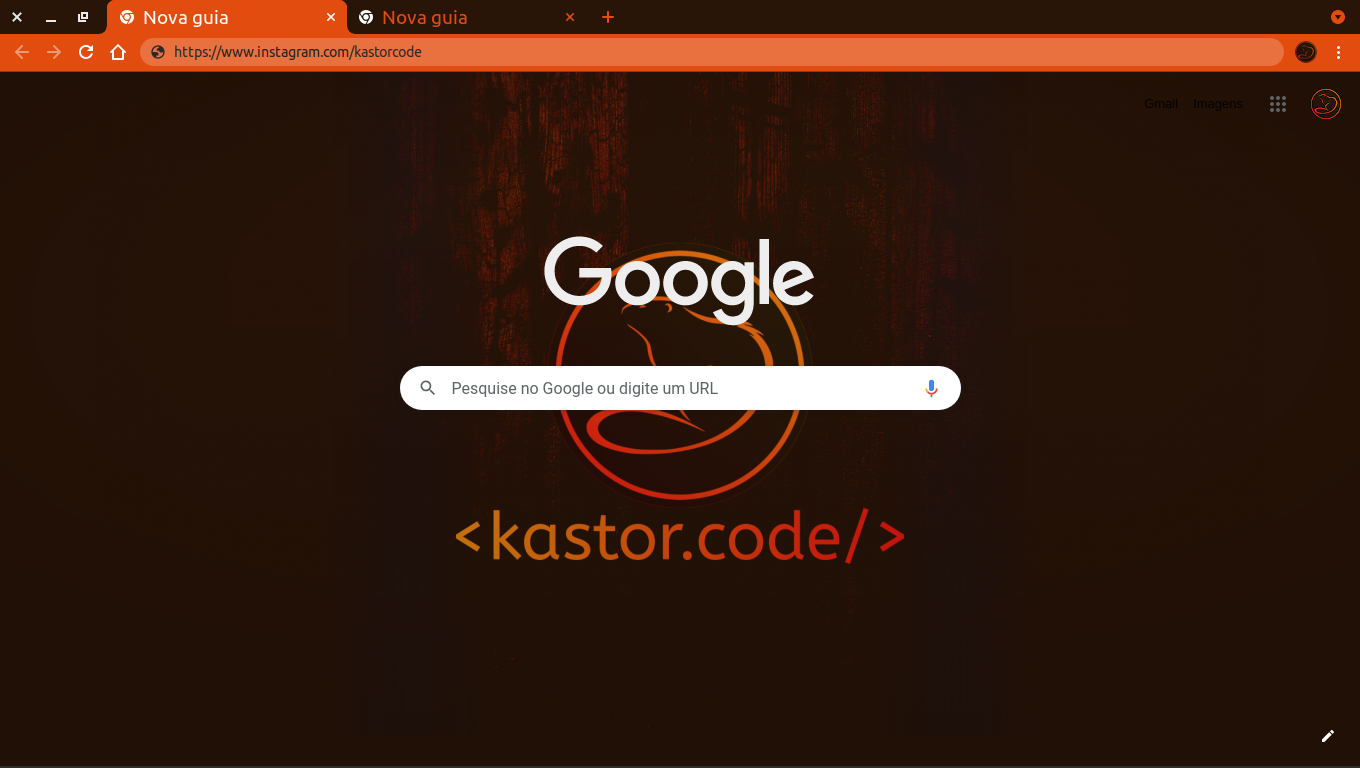 Nova guia
Nova guia
https://www.instagram.com/kastorcode
Gmail Imagens
Google
Pesquise no Google ou digite um URL
<kastor.code/>